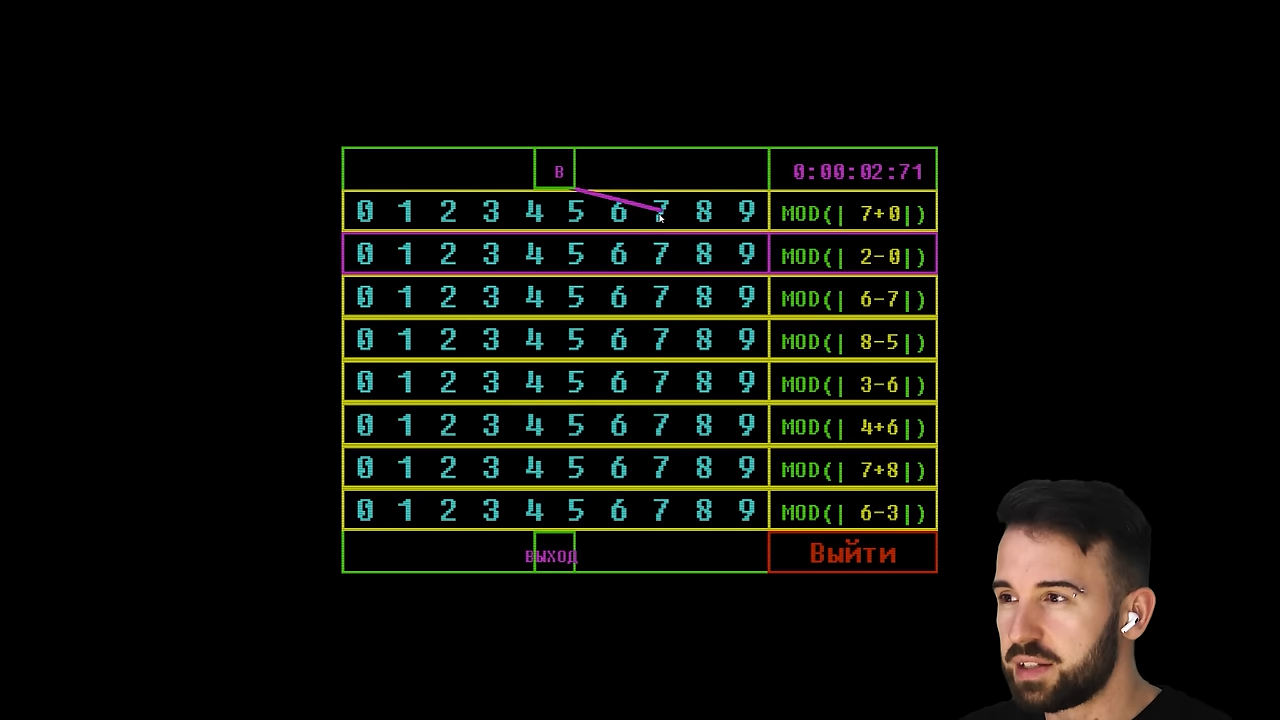 В 0:00:02:71
0 1 2 3 4 5 6 7 8 9 MOD(| 7+0|)
0 1 2 3 4 5 6 7 8 9 MOD(| 2-0|)
0 1 2 3 4 5 6 7 8 9 MOD(| 6-7|)
0 1 2 3 4 5 6 7 8 9 MOD(| 8-5|)
0 1 2 3 4 5 6 7 8 9 MOD(| 3-6|)
0 1 2 3 4 5 6 7 8 9 MOD(| 4+6|)
0 1 2 3 4 5 6 7 8 9 MOD(| 7+8|)
0 1 2 3 4 5 6 7 8 9 MOD(| 6-3|)
ВЫХОД Выйти